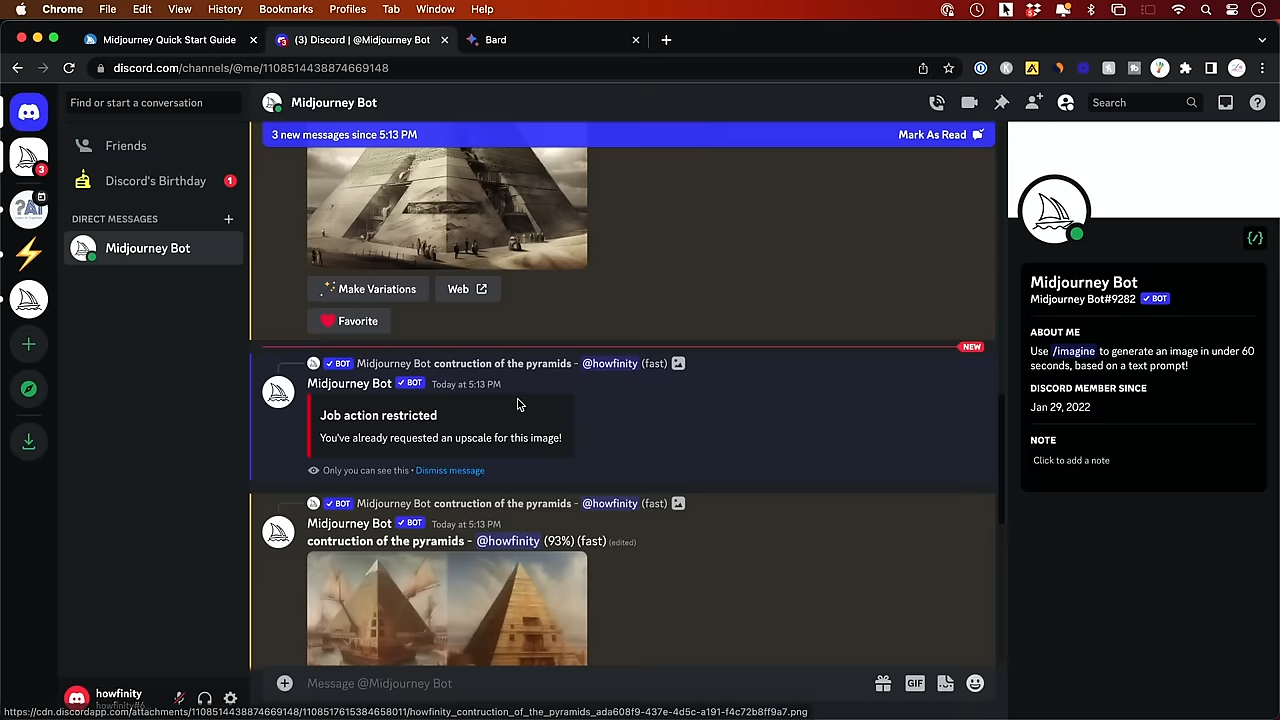 Chrome File Edit View History Bookmarks Profiles Tab Window Help
Midjourney Quick Start Guide
(3) Discord | @Midjourney Bot
Bard
discord.com/channels/@me/1108514438874669148
Find or start a conversation
Midjourney Bot
Search
3 new messages since 5:13 PM
Mark As Read
Friends
3
Discord's Birthday 1
?AI
DIRECT MESSAGES
Midjourney Bot
Make Variations
Web
Favorite
NEW
BOT Midjourney Bot contruction of the pyramids - @howfinity (fast)
Midjourney Bot BOT Today at 5:13 PM
Job action restricted
You've already requested an upscale for this image!
Only you can see this • Dismiss message
BOT Midjourney Bot contruction of the pyramids - @howfinity (fast)
Midjourney Bot BOT Today at 5:13 PM
contruction of the pyramids - @howfinity (93%) (fast) (edited)
Message @Midjourney Bot
GIF
Midjourney Bot
Midjourney Bot#9282 BOT
ABOUT ME
Use /imagine to generate an image in under 60
seconds, based on a text prompt!
DISCORD MEMBER SINCE
Jan 29, 2022
NOTE
Click to add a note
howfinity
https://cdn.discordapp.com/attachments/1108514438874669148/1108517615384658011/howfinity_contruction_of_the_pyramids_ada608f9-437e-4d5c-a191-f4c72b8ff9a7.png